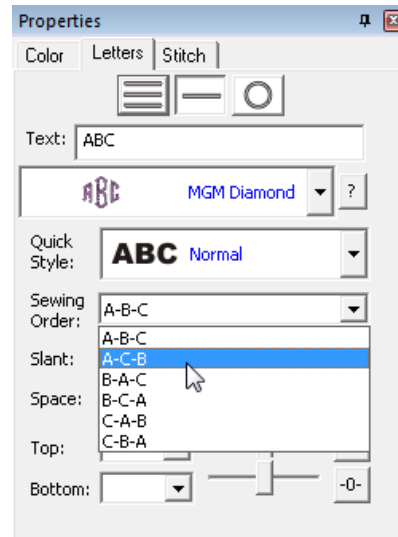 Properties
Color Letters Stitch
Text: ABC
ABC MGM Diamond ?
Quick Style: ABC Normal
Sewing Order: A-B-C
A-B-C
Slant: A-C-B
B-A-C
Space: B-C-A
C-A-B
Top: C-B-A
Bottom: -0-